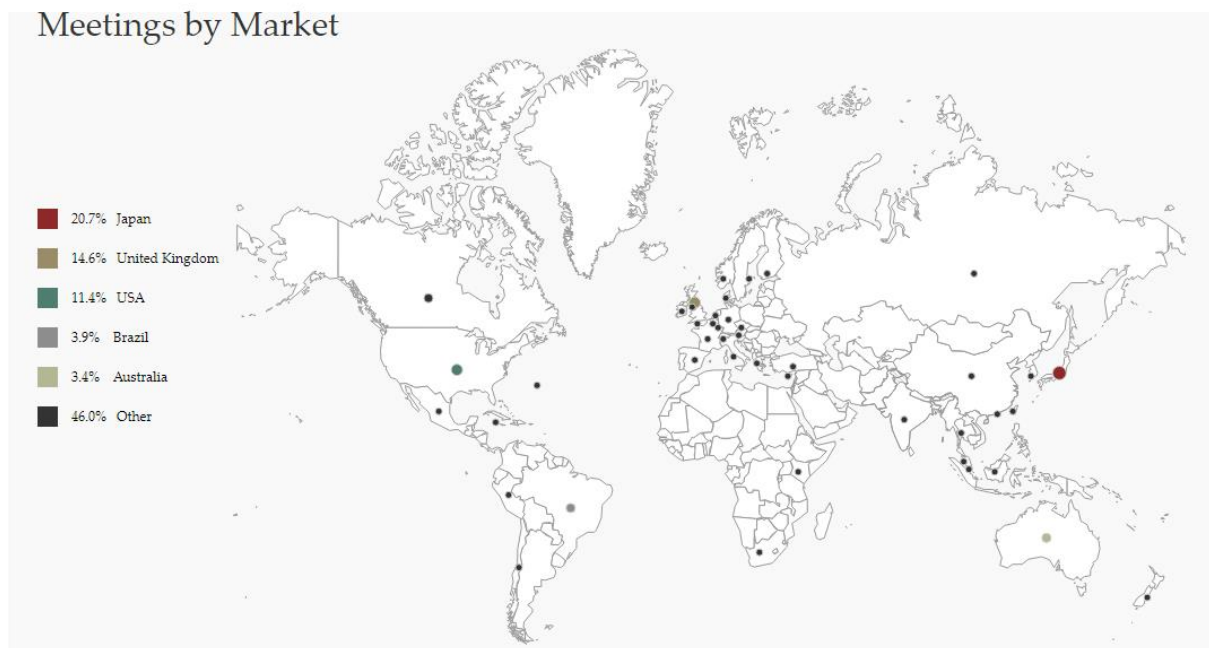 Meetings by Market
20.7% Japan
14.6% United Kingdom
11.4% USA
3.9% Brazil
3.4% Australia
46.0% Other